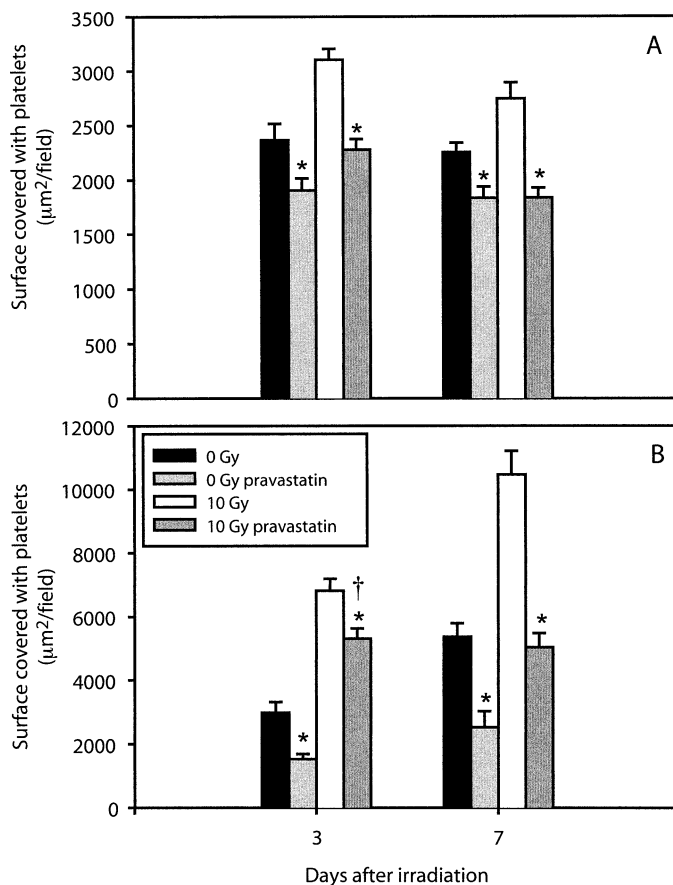 A
Surface covered with platelets
(µm²/field)
3500
3000
2500
2000
1500
1000
500
0
*
*
*
*
B
Surface covered with platelets
(µm²/field)
12000
10000
8000
6000
4000
2000
0
0 Gy
0 Gy pravastatin
10 Gy
10 Gy pravastatin
*
†
*
*
*
3
7
Days after irradiation